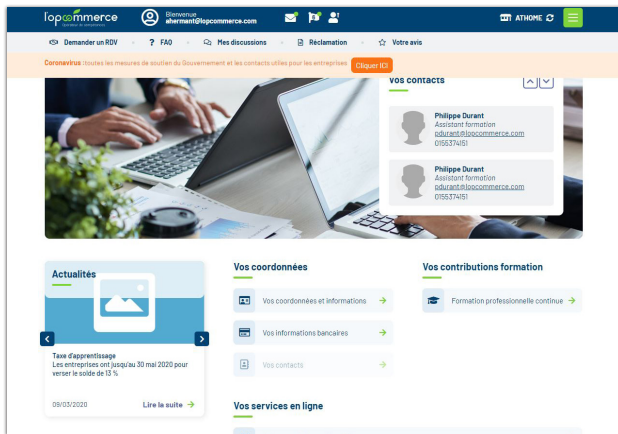 l'opcommerce
Opérateur de compétences
Bienvenue
ahermant@lopcommerce.com
ATHOME
Demander un RDV
? FAQ
Mes discussions
Réclamation
Votre avis
Coronavirus :toutes les mesures de soutien du Gouvernement et les contacts utiles pour les entreprises
Cliquer ICI
Vos contacts
Philippe Durant
Assistant formation
pdurant@lopcommerce.com
0155374151
Philippe Durant
Assistant formation
pdurant@lopcommerce.com
0155374151
Actualités
Taxe d'apprentissage
Les entreprises ont jusqu'au 30 mai 2020 pour
verser le solde de 13 %
09/03/2020
Lire la suite
Vos coordonnées
Vos coordonnées et informations
Vos informations bancaires
Vos contacts
Vos contributions formation
Formation professionnelle continue
Vos services en ligne